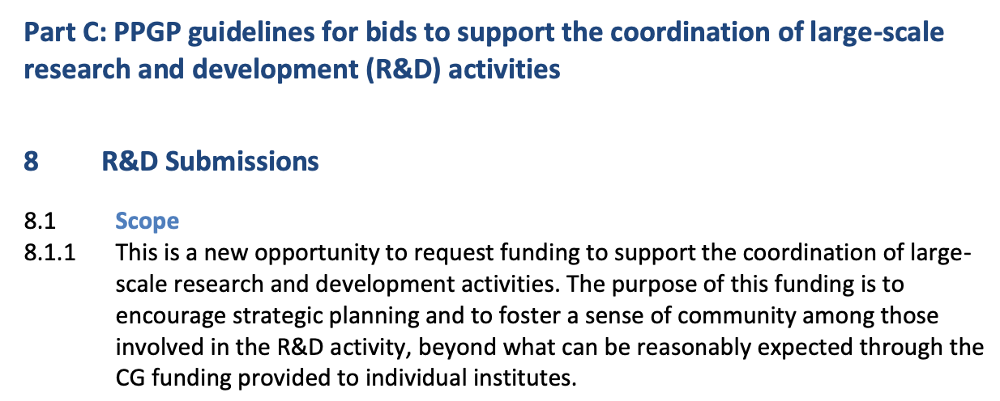 Part C: PPGP guidelines for bids to support the coordination of large-scale
research and development (R&D) activities
8 R&D Submissions
8.1 Scope
8.1.1 This is a new opportunity to request funding to support the coordination of large-
scale research and development activities. The purpose of this funding is to
encourage strategic planning and to foster a sense of community among those
involved in the R&D activity, beyond what can be reasonably expected through the
CG funding provided to individual institutes.